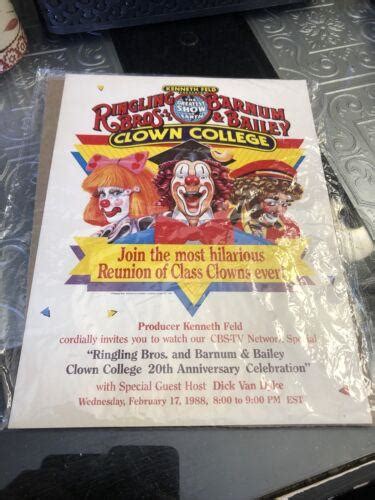 KENNETH FELD
RINGLING BROS. & BARNUM & BAILEY
THE GREATEST SHOW ON EARTH
CLOWN COLLEGE
Join the most hilarious
Reunion of Class Clowns ever!
Producer Kenneth Feld
cordially invites you to watch our CBS-TV Network Special
"Ringling Bros. and Barnum & Bailey
Clown College 20th Anniversary Celebration"
with Special Guest Host Dick Van Dyke
Wednesday, February 17, 1988, 8:00 to 9:00 PM EST